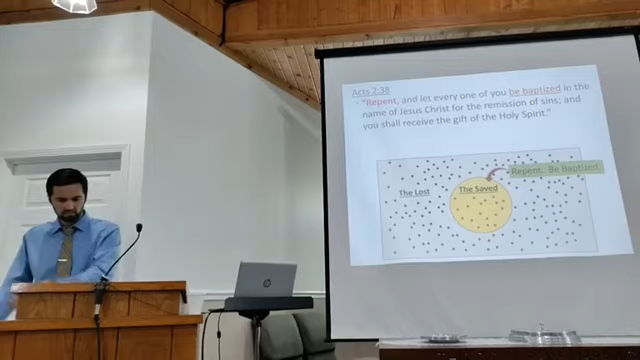 Acts 2:38
"Repent, and let every one of you be baptized in the
name of Jesus Christ for the remission of sins; and
you shall receive the gift of the Holy Spirit."
Repent. Be Baptized.
The Lost
The Saved
hp